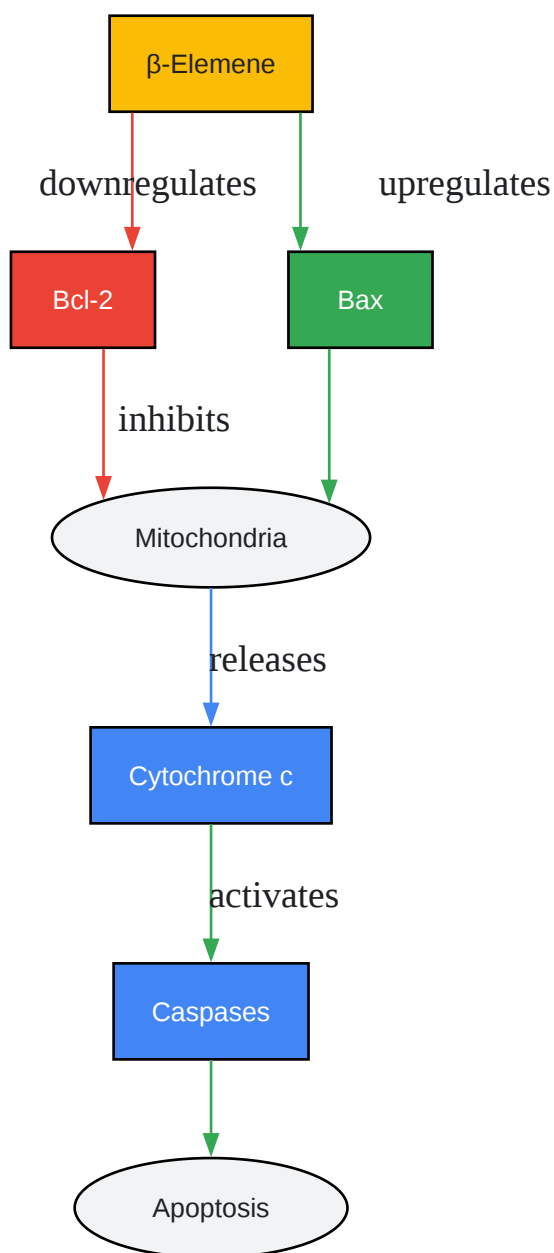 β-Elemene
downregulates
upregulates
Bcl-2
Bax
inhibits
Mitochondria
releases
Cytochrome c
activates
Caspases
Apoptosis